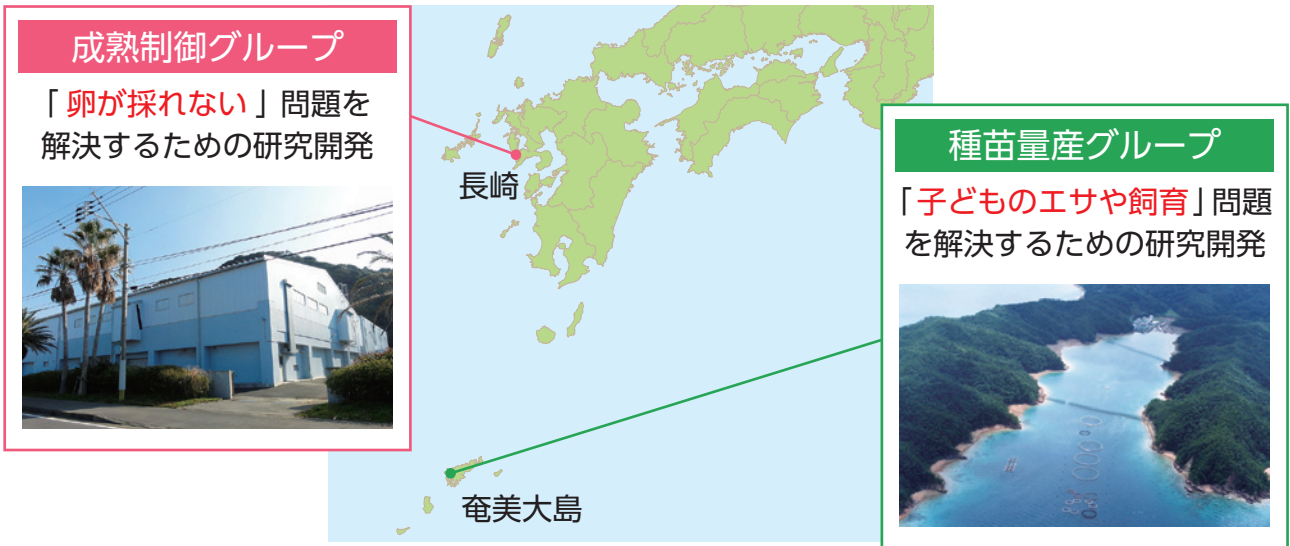 成熟制御グループ
「卵が採れない」問題を
解決するための研究開発
長崎
奄美大島
種苗量産グループ
「子どものエサや飼育」問題
を解決するための研究開発